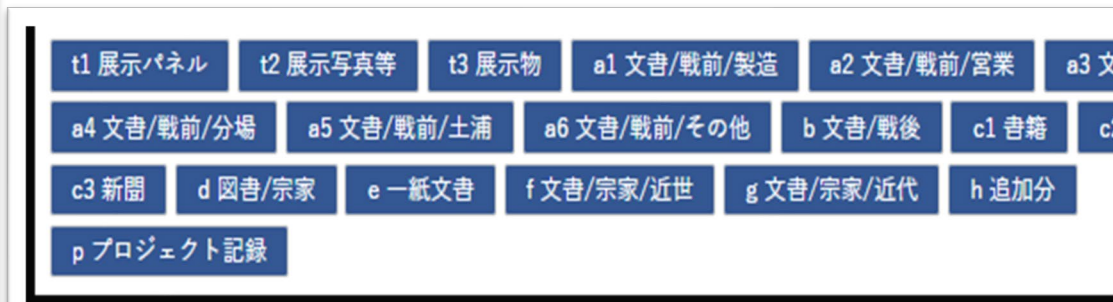 t1 展示パネル t2 展示写真等 t3 展示物 a1 文書/戦前/製造 a2 文書/戦前/営業 a3 文
a4 文書/戦前/分場 a5 文書/戦前/土浦 a6 文書/戦前/その他 b 文書/戦後 c1 書籍
c3 新聞 d 図書/宗家 e 一紙文書 f 文書/宗家/近世 g 文書/宗家/近代 h 追加分
p プロジェクト記録